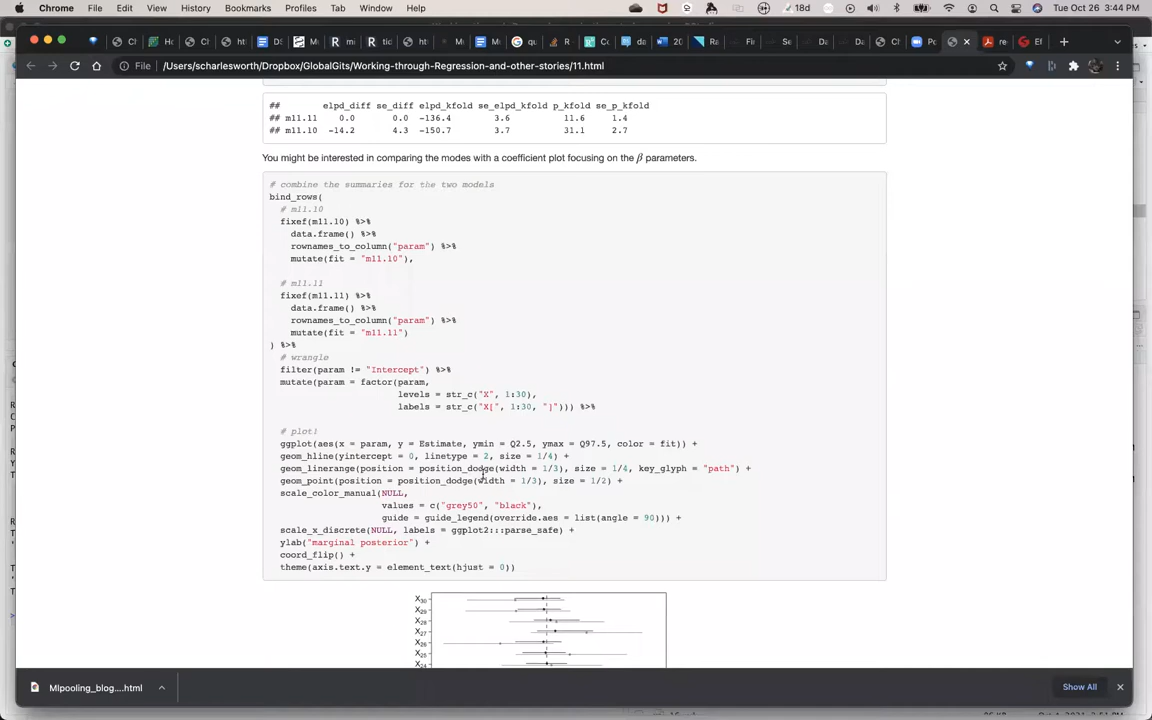 Chrome File Edit View History Bookmarks Profiles Tab Window Help 18d Tue Oct 26 3:44 PM
File /Users/scharlesworth/Dropbox/GlobalGits/Working-through-Regression-and-other-stories/11.html
## elpd_diff se_diff elpd_kfold se_elpd_kfold p_kfold se_p_kfold
## m11.11 0.0 0.0 -136.4 3.6 11.6 1.4
## m11.10 -14.2 4.3 -150.7 3.7 31.1 2.7
You might be interested in comparing the modes with a coefficient plot focusing on the β parameters.
# combine the summaries for the two models
bind_rows(
# m11.10
fixef(m11.10) %>%
data.frame() %>%
rownames_to_column("param") %>%
mutate(fit = "m11.10"),
# m11.11
fixef(m11.11) %>%
data.frame() %>%
rownames_to_column("param") %>%
mutate(fit = "m11.11")
) %>%
# wrangle
filter(param != "Intercept") %>%
mutate(param = factor(param,
levels = str_c("X", 1:30),
labels = str_c("X[", 1:30, "]"))) %>%
# plot!
ggplot(aes(x = param, y = Estimate, ymin = Q2.5, ymax = Q97.5, color = fit)) +
geom_hline(yintercept = 0, linetype = 2, size = 1/4) +
geom_linerange(position = position_dodge(width = 1/3), size = 1/4, key_glyph = "path") +
geom_point(position = position_dodge(width = 1/3), size = 1/2) +
scale_color_manual(NULL,
values = c("grey50", "black"),
guide = guide_legend(override.aes = list(angle = 90))) +
scale_x_discrete(NULL, labels = ggplot2:::parse_safe) +
ylab("marginal posterior") +
coord_flip() +
theme(axis.text.y = element_text(hjust = 0))
X30
X29
X28
X27
X26
X25
X24
MIpooling_blog....html
Show All